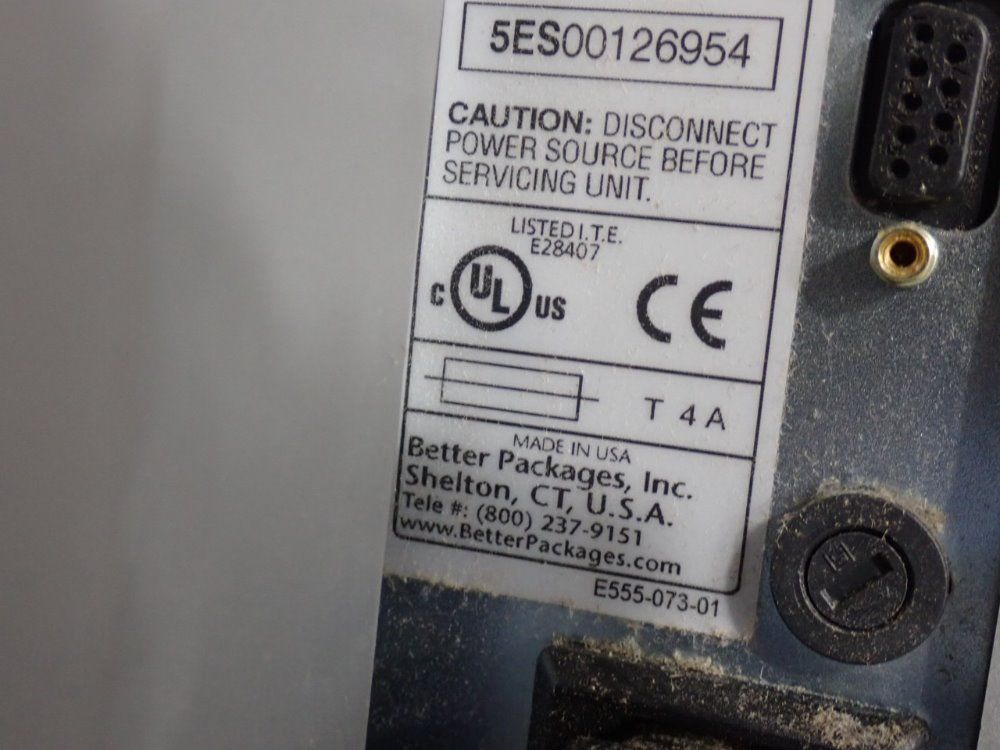 5ES00126954
CAUTION: DISCONNECT
POWER SOURCE BEFORE
SERVICING UNIT.
LISTED I.T.E.
E28407
C UL US CE
T 4 A
MADE IN USA
Better Packages, Inc.
Shelton, CT, U.S.A.
Tele #: (800) 237-9151
www.BetterPackages.com
E555-073-01